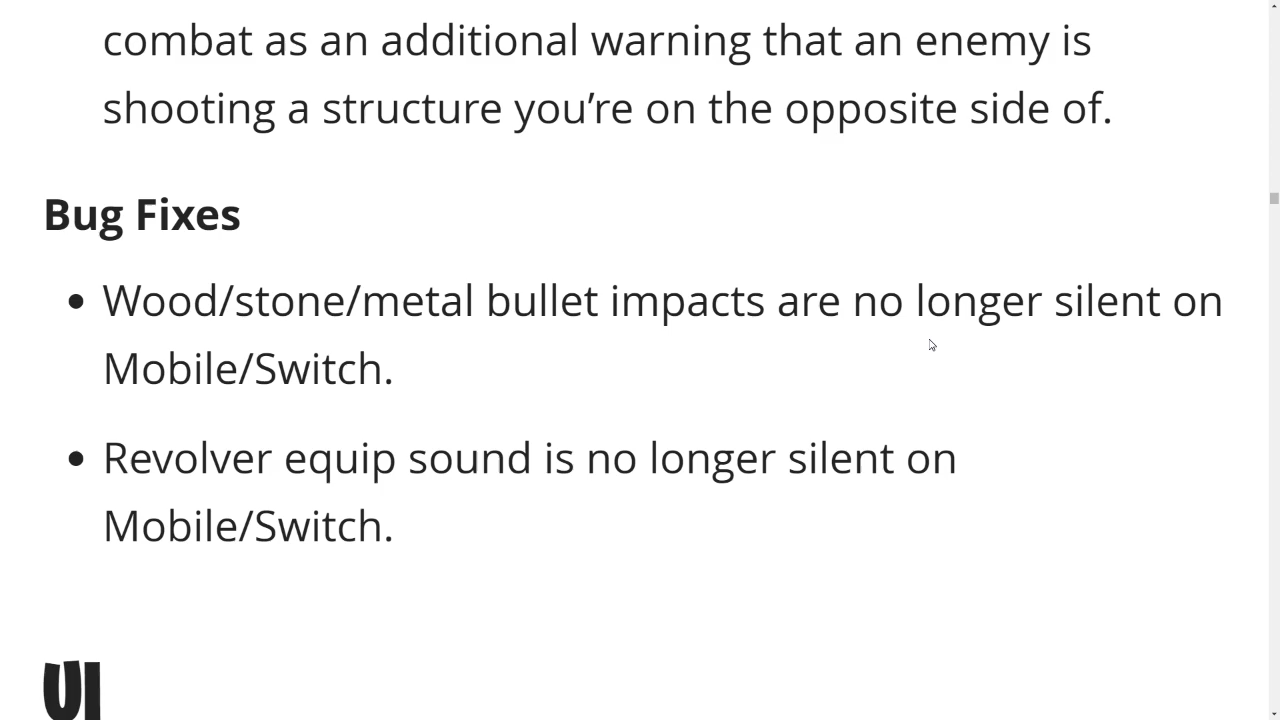 combat as an additional warning that an enemy is
shooting a structure you’re on the opposite side of.
Bug Fixes
• Wood/stone/metal bullet impacts are no longer silent on
Mobile/Switch.
• Revolver equip sound is no longer silent on
Mobile/Switch.
UI